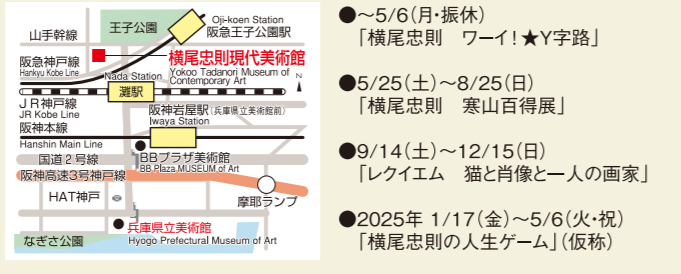 王子公園
Oji-koen Station
阪急王子公園駅
山手幹線
横尾忠則現代美術館
Yokoo Tadanori Museum of
Contemporary Art
阪急神戸線
Hankyu Kobe Line
N
Nada Station
灘駅
JR神戸線
JR Kobe Line
阪神岩屋駅(兵庫県立美術館前)
Iwaya Station
阪神本線
Hanshin Main Line
国道2号線
BBプラザ美術館
BB Plaza MUSEUM of Art
阪神高速3号神戸線
HAT神戸
摩耶ランプ
兵庫県立美術館
Hyogo Prefectural Museum of Art
なぎさ公園
●~5/6(月・振休)
「横尾忠則 ワーイ!★Y字路」
●5/25(土)~8/25(日)
「横尾忠則 寒山百得展」
●9/14(土)~12/15(日)
「レクイエム 猫と肖像と一人の画家」
●2025年 1/17(金)~5/6(火・祝)
「横尾忠則の人生ゲーム」(仮称)